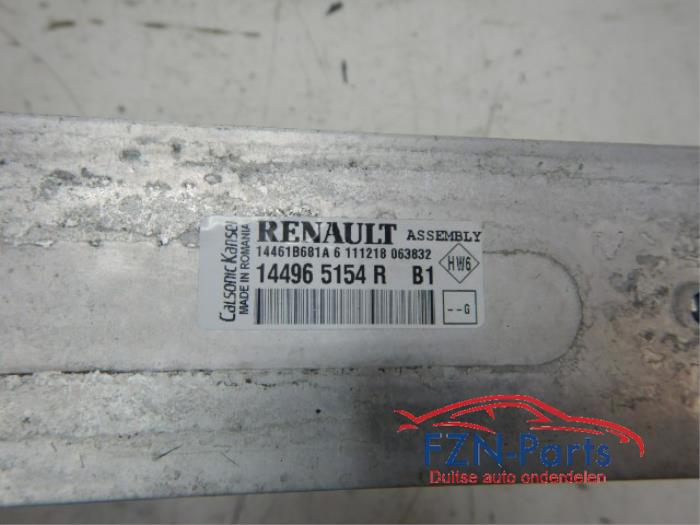 Calsonic Kansei
MADE IN ROMANIA
RENAULT ASSEMBLY
14461B681A 6 111218 063832
14496 5154 R B1
HW6
--G
FZN-Parts
Duitse auto onderdelen